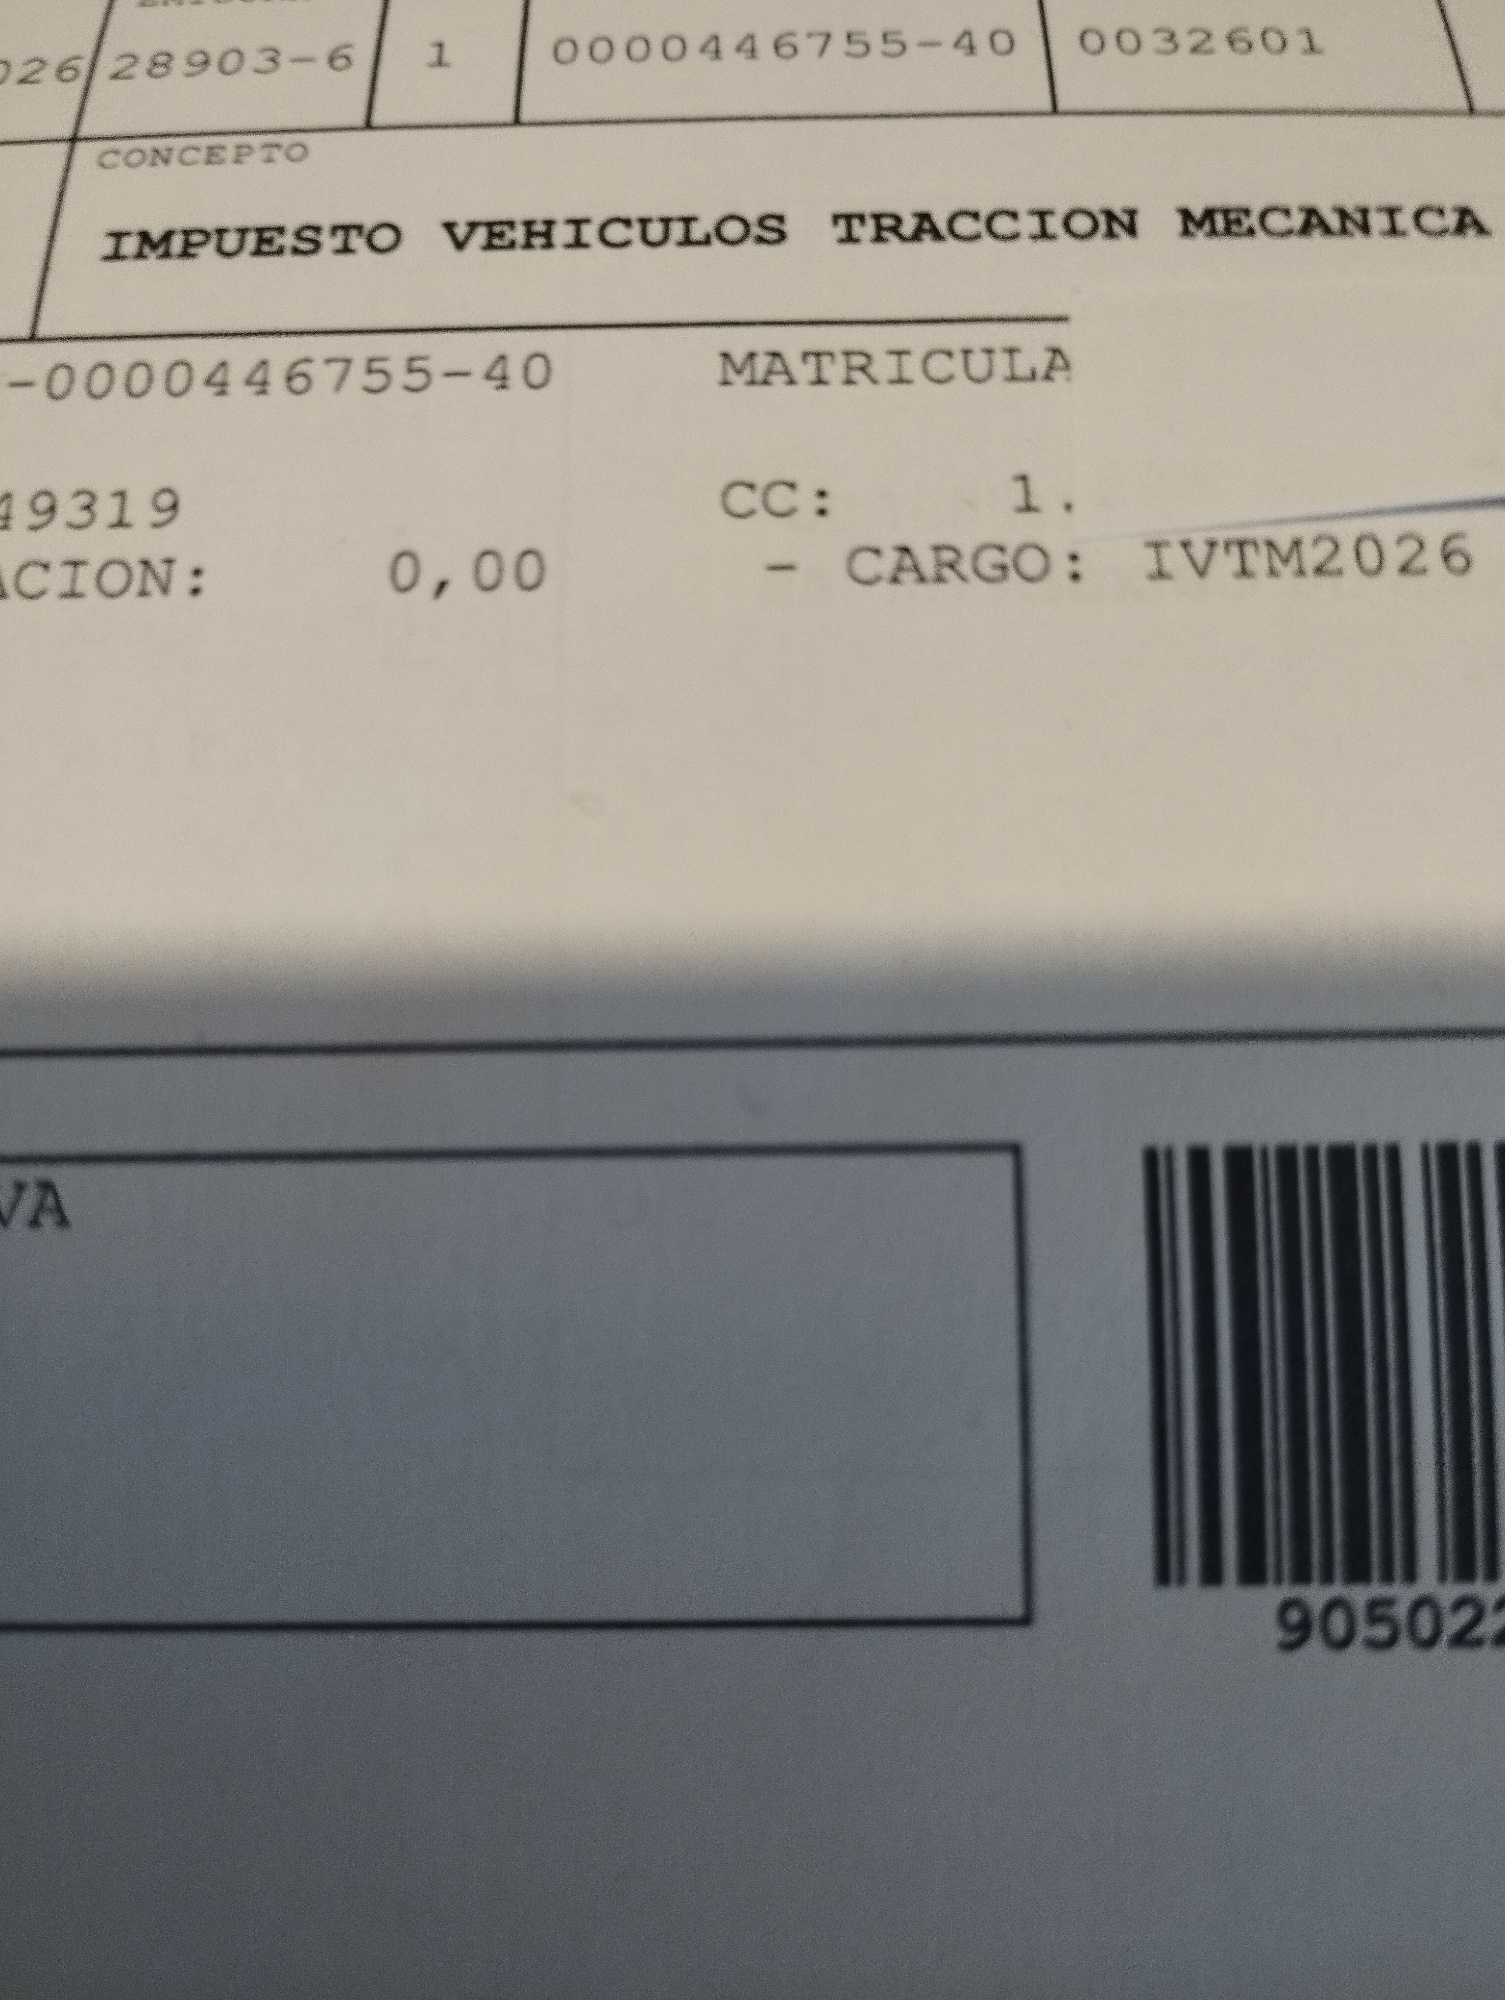 026 28903-6 1 0000446755-40 0032601
CONCEPTO
IMPUESTO VEHICULOS TRACCION MECANICA
-0000446755-40 MATRICULA
49319 CC: 1.
ACION: 0,00 - CARGO: IVTM2026
VA
905022